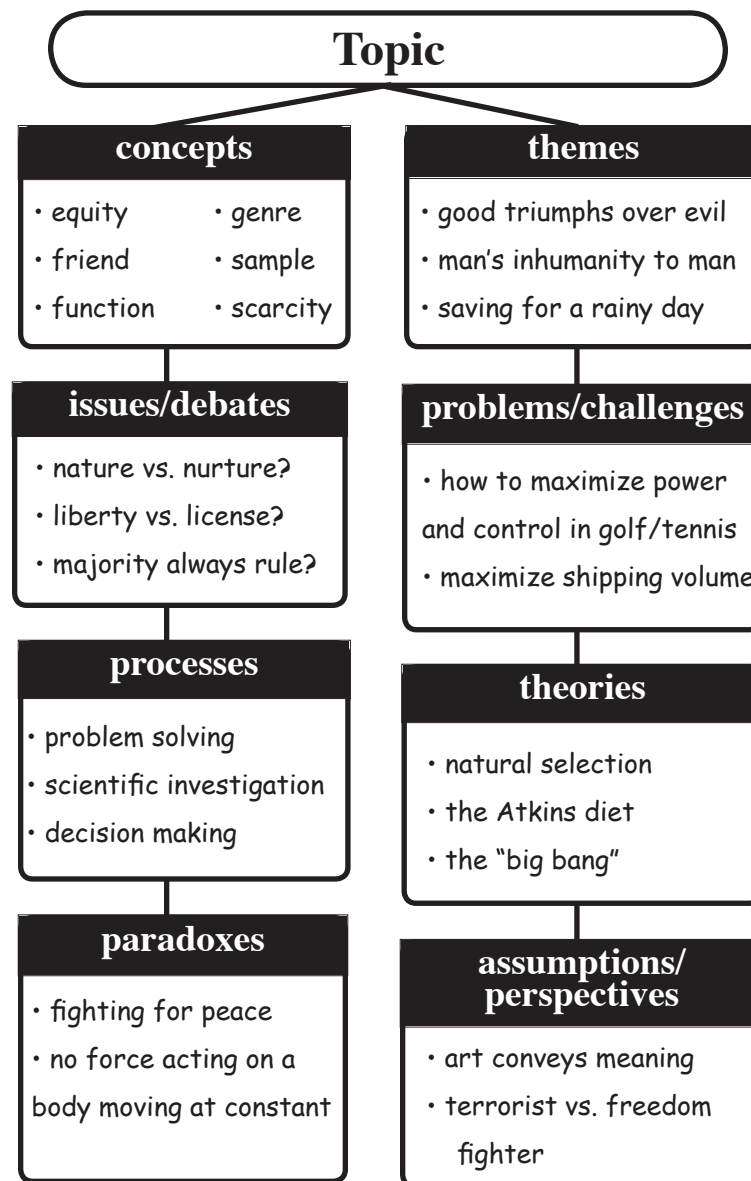 Topic
concepts
• equity
• friend
• function
• genre
• sample
• scarcity
issues/debates
• nature vs. nurture?
• liberty vs. license?
• majority always rule?
processes
• problem solving
• scientific investigation
• decision making
paradoxes
• fighting for peace
• no force acting on a
body moving at constant
themes
• good triumphs over evil
• man’s inhumanity to man
• saving for a rainy day
problems/challenges
• how to maximize power
and control in golf/tennis
• maximize shipping volume
theories
• natural selection
• the Atkins diet
• the “big bang”
assumptions/
perspectives
• art conveys meaning
• terrorist vs. freedom
fighter